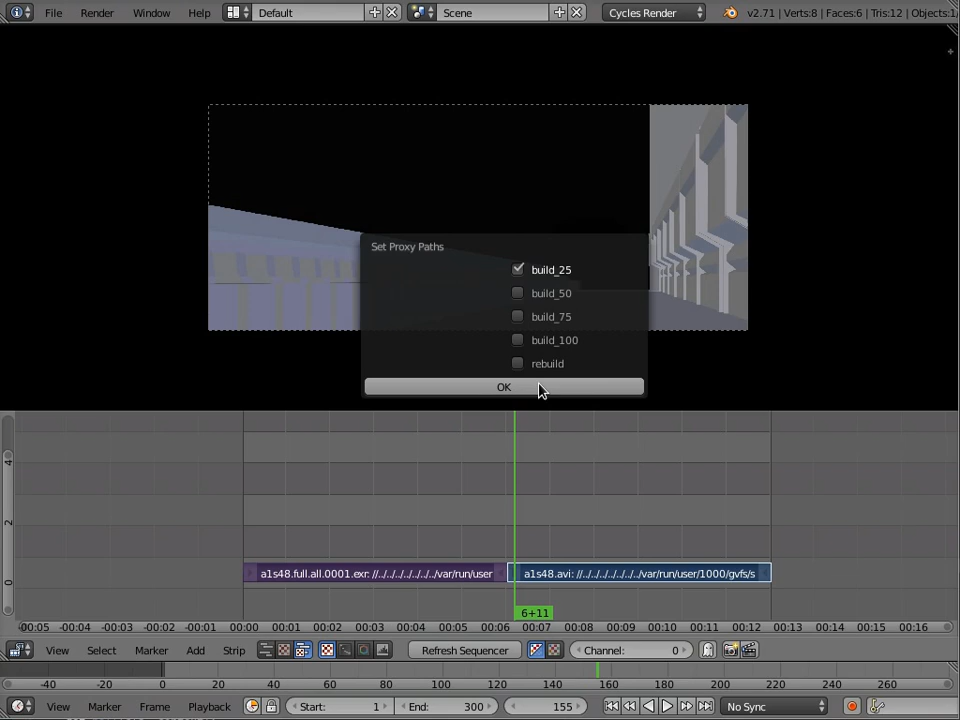 File Render Window Help Default Scene Cycles Render v2.71 | Verts:8 | Faces:6 | Tris:12 | Objects:1/
Set Proxy Paths
build_25
build_50
build_75
build_100
rebuild
OK
4
2
0
a1s48.full.all.0001.exr: //../../../../../../../var/run/user
a1s48.avi: //../../../../../../../var/run/user/1000/gvfs/s
6+11
-00:05 -00:04 -00:03 -00:02 -00:01 00:00 00:01 00:02 00:03 00:04 00:05 00:06 00:07 00:08 00:09 00:10 00:11 00:12 00:13 00:14 00:15 00:16
View Select Marker Add Strip Refresh Sequencer Channel: 0
-40 -20 0 20 40 60 80 100 120 140 160 180 200 220 240 260
View Marker Frame Playback Start: 1 End: 300 155 No Sync